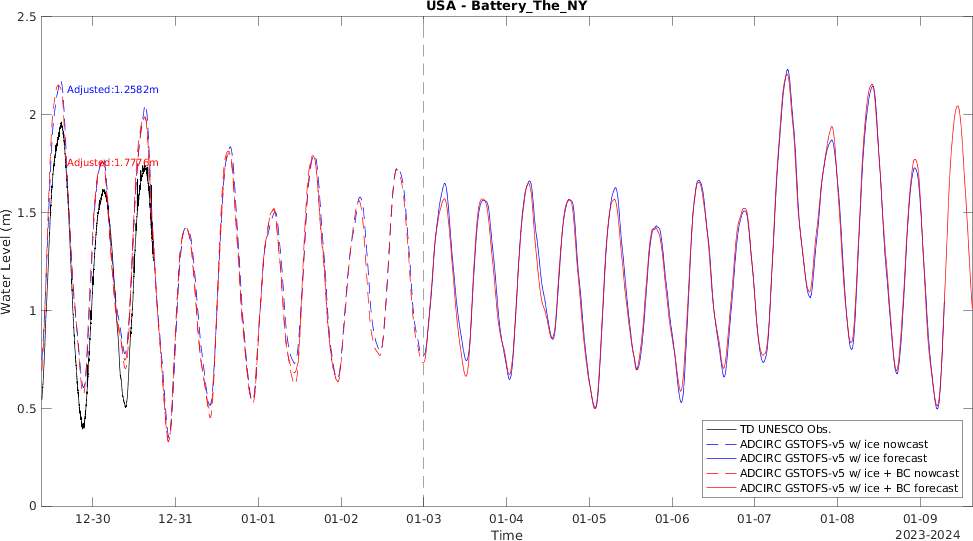 USA - Battery_The_NY
2.5
2
1.5
1
0.5
0
Water Level (m)
Adjusted:1.2582m
Adjusted:1.7776m
TD UNESCO Obs.
ADCIRC GSTOFS-v5 w/ ice nowcast
ADCIRC GSTOFS-v5 w/ ice forecast
ADCIRC GSTOFS-v5 w/ ice + BC nowcast
ADCIRC GSTOFS-v5 w/ ice + BC forecast
12-30 12-31 01-01 01-02 01-03 01-04 01-05 01-06 01-07 01-08 01-09
Time
2023-2024